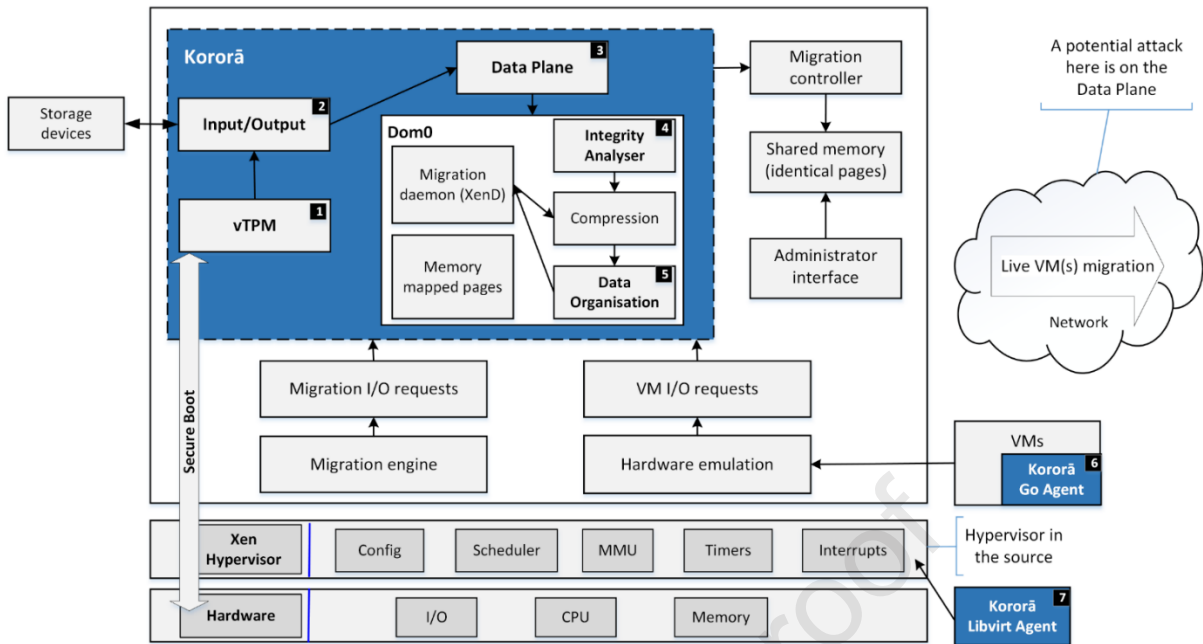 Kororā
Data Plane
3
Migration
controller
A potential attack
here is on the
Data Plane
Storage
devices
Input/Output
2
Dom0
Integrity
Analyser
4
Migration
daemon (XenD)
Shared memory
(identical pages)
Compression
vTPM
1
Memory
mapped pages
Data
Organisation
5
Administrator
interface
Live VM(s) migration
Network
Secure Boot
Migration I/O requests
VM I/O requests
Migration engine
Hardware emulation
VMs
Kororā
Go Agent
6
Xen
Hypervisor
Config
Scheduler
MMU
Timers
Interrupts
Hypervisor in
the source
Hardware
I/O
CPU
Memory
Kororā
Libvirt Agent
7
roof